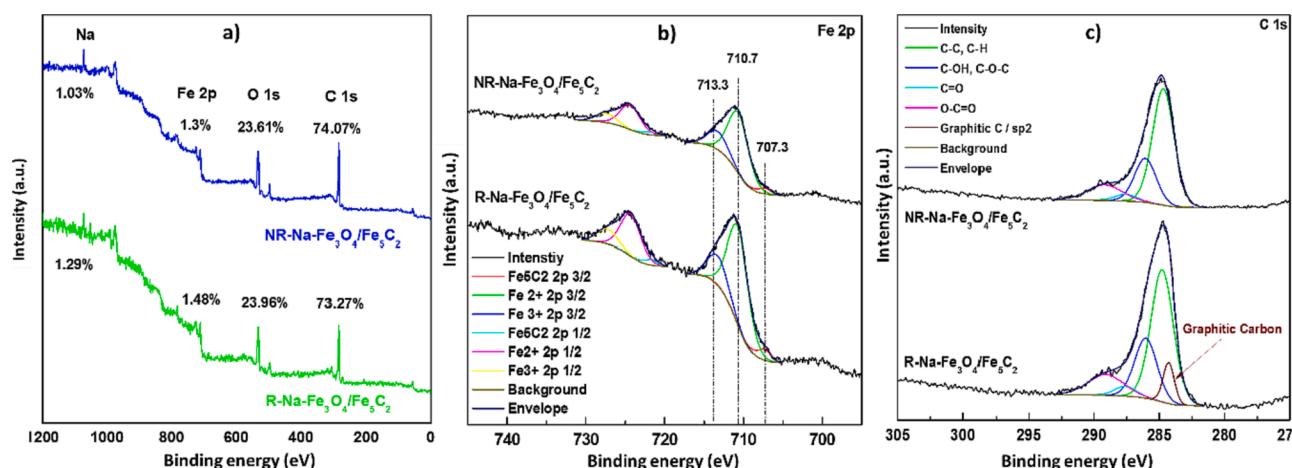 a)
Na
1.03%
Fe 2p
1.3%
O 1s
23.61%
C 1s
74.07%
NR-Na-Fe3O4/Fe5C2
1.29%
1.48%
23.96%
73.27%
R-Na-Fe3O4/Fe5C2
Intensity (a.u.)
1200 1000 800 600 400 200 0
Binding energy (eV)
b)
Fe 2p
710.7
713.3
707.3
NR-Na-Fe3O4/Fe5C2
R-Na-Fe3O4/Fe5C2
Intenstiy
Fe5C2 2p 3/2
Fe 2+ 2p 3/2
Fe 3+ 2p 3/2
Fe5C2 2p 1/2
Fe2+ 2p 1/2
Fe3+ 2p 1/2
Background
Envelope
Intensity (a.u.)
740 730 720 710 700
Binding energy (eV)
c)
C 1s
Intensity
C-C, C-H
C-OH, C-O-C
C=O
O-C=O
Graphitic C / sp2
Background
Envelope
NR-Na-Fe3O4/Fe5C2
Graphitic Carbon
R-Na-Fe3O4/Fe5C2
Intensity (a.u.)
305 300 295 290 285 280 27
Binding energy (eV)